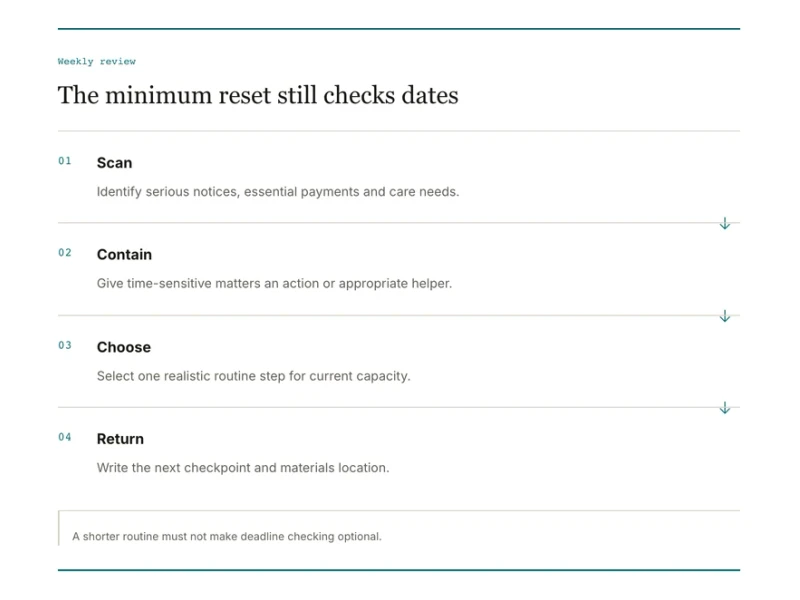 Weekly review
The minimum reset still checks dates
01
Scan
Identify serious notices, essential payments and care needs.
02
Contain
Give time-sensitive matters an action or appropriate helper.
03
Choose
Select one realistic routine step for current capacity.
04
Return
Write the next checkpoint and materials location.
A shorter routine must not make deadline checking optional.